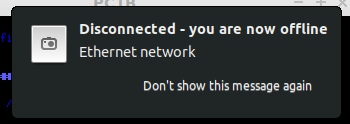 Disconnected - you are now offline
Ethernet network
Don't show this message again